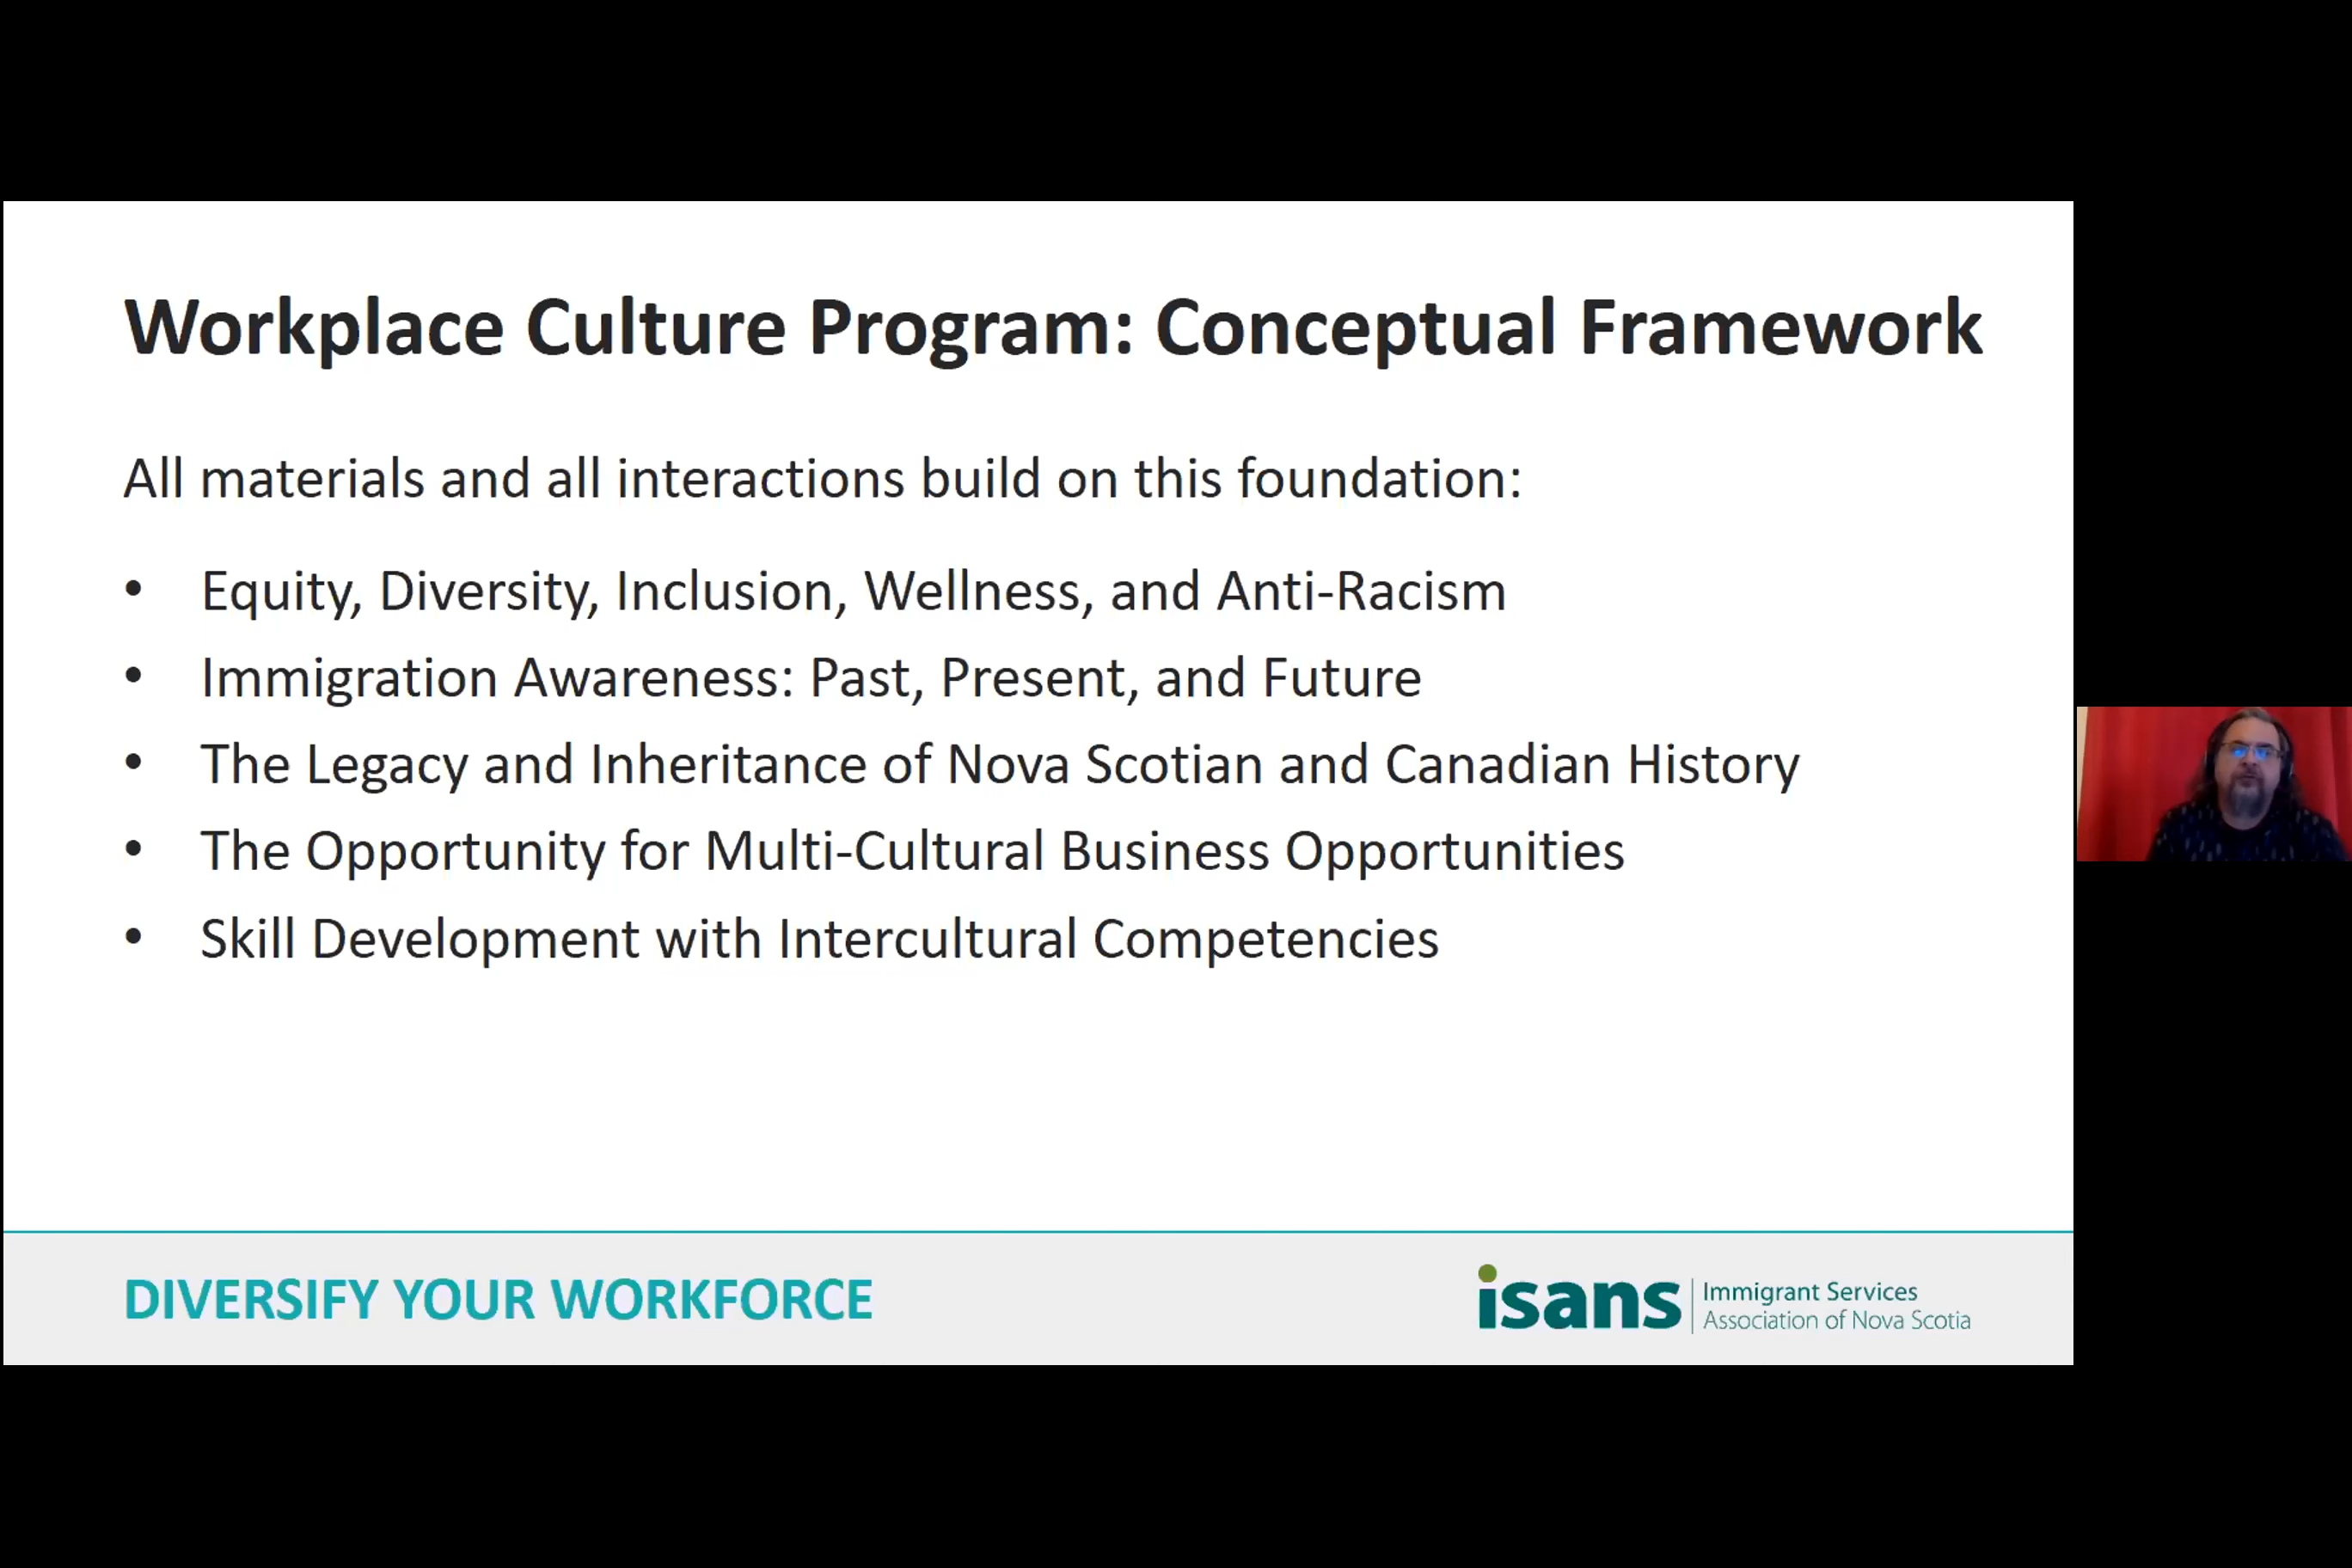 Workplace Culture Program: Conceptual Framework
All materials and all interactions build on this foundation:
• Equity, Diversity, Inclusion, Wellness, and Anti-Racism
• Immigration Awareness: Past, Present, and Future
• The Legacy and Inheritance of Nova Scotian and Canadian History
• The Opportunity for Multi-Cultural Business Opportunities
• Skill Development with Intercultural Competencies
DIVERSIFY YOUR WORKFORCE
isans
Immigrant Services
Association of Nova Scotia